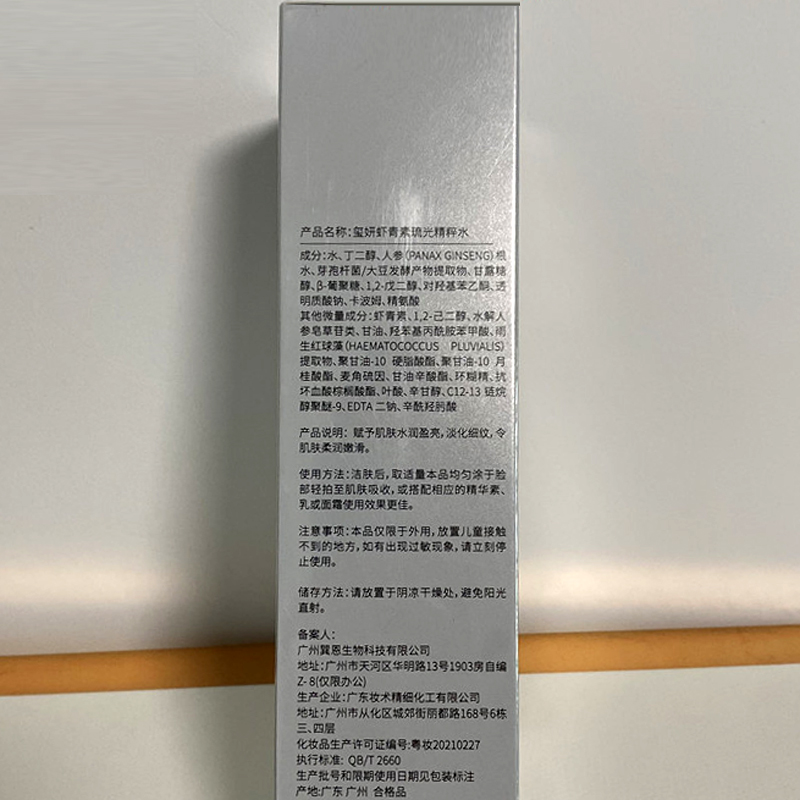 产品名称:玺妍虾青素琉光精粹水
成分:水、丁二醇、人参(PANAX GINSENG)根
水、芽孢杆菌/大豆发酵产物提取物、甘露糖
醇、β-葡聚糖、1,2-戊二醇、对羟基苯乙酮、透
明质酸钠、卡波姆、精氨酸
其他微量成分:虾青素、1,2-己二醇、水解人
参皂草苷类、甘油、羟苯基丙酰胺苯甲酸、雨
生红球藻(HAEMATOCOCCUS PLUVIALIS)
提取物、聚甘油-10 硬脂酸酯、聚甘油-10 月
桂酸酯、麦角硫因、甘油辛酸酯、环糊精、抗
坏血酸棕榈酸酯、叶酸、辛甘醇、C12-13 链烷
醇聚醚-9、EDTA 二钠、辛酰羟肟酸
产品说明: 赋予肌肤水润盈亮,淡化细纹,令
肌肤柔润嫩滑。
使用方法:洁肤后,取适量本品均匀涂于脸
部轻拍至肌肤吸收,或搭配相应的精华素、
乳或面霜使用效果更佳。
注意事项:本品仅限于外用,放置儿童接触
不到的地方,如有出现过敏现象,请立刻停
止使用。
储存方法:请放置于阴凉干燥处,避免阳光
直射。
备案人:
广州龑恩生物科技有限公司
地址:广州市天河区华明路13号1903房自编
Z- 8(仅限办公)
生产企业:广东妆术精细化工有限公司
地址:广州市从化区城郊街丽都路168号6栋
三、四层
化妆品生产许可证编号:粤妆20210227
执行标准: QB/T 2660
生产批号和限期使用日期见包装标注
产地:广东 广州 合格品